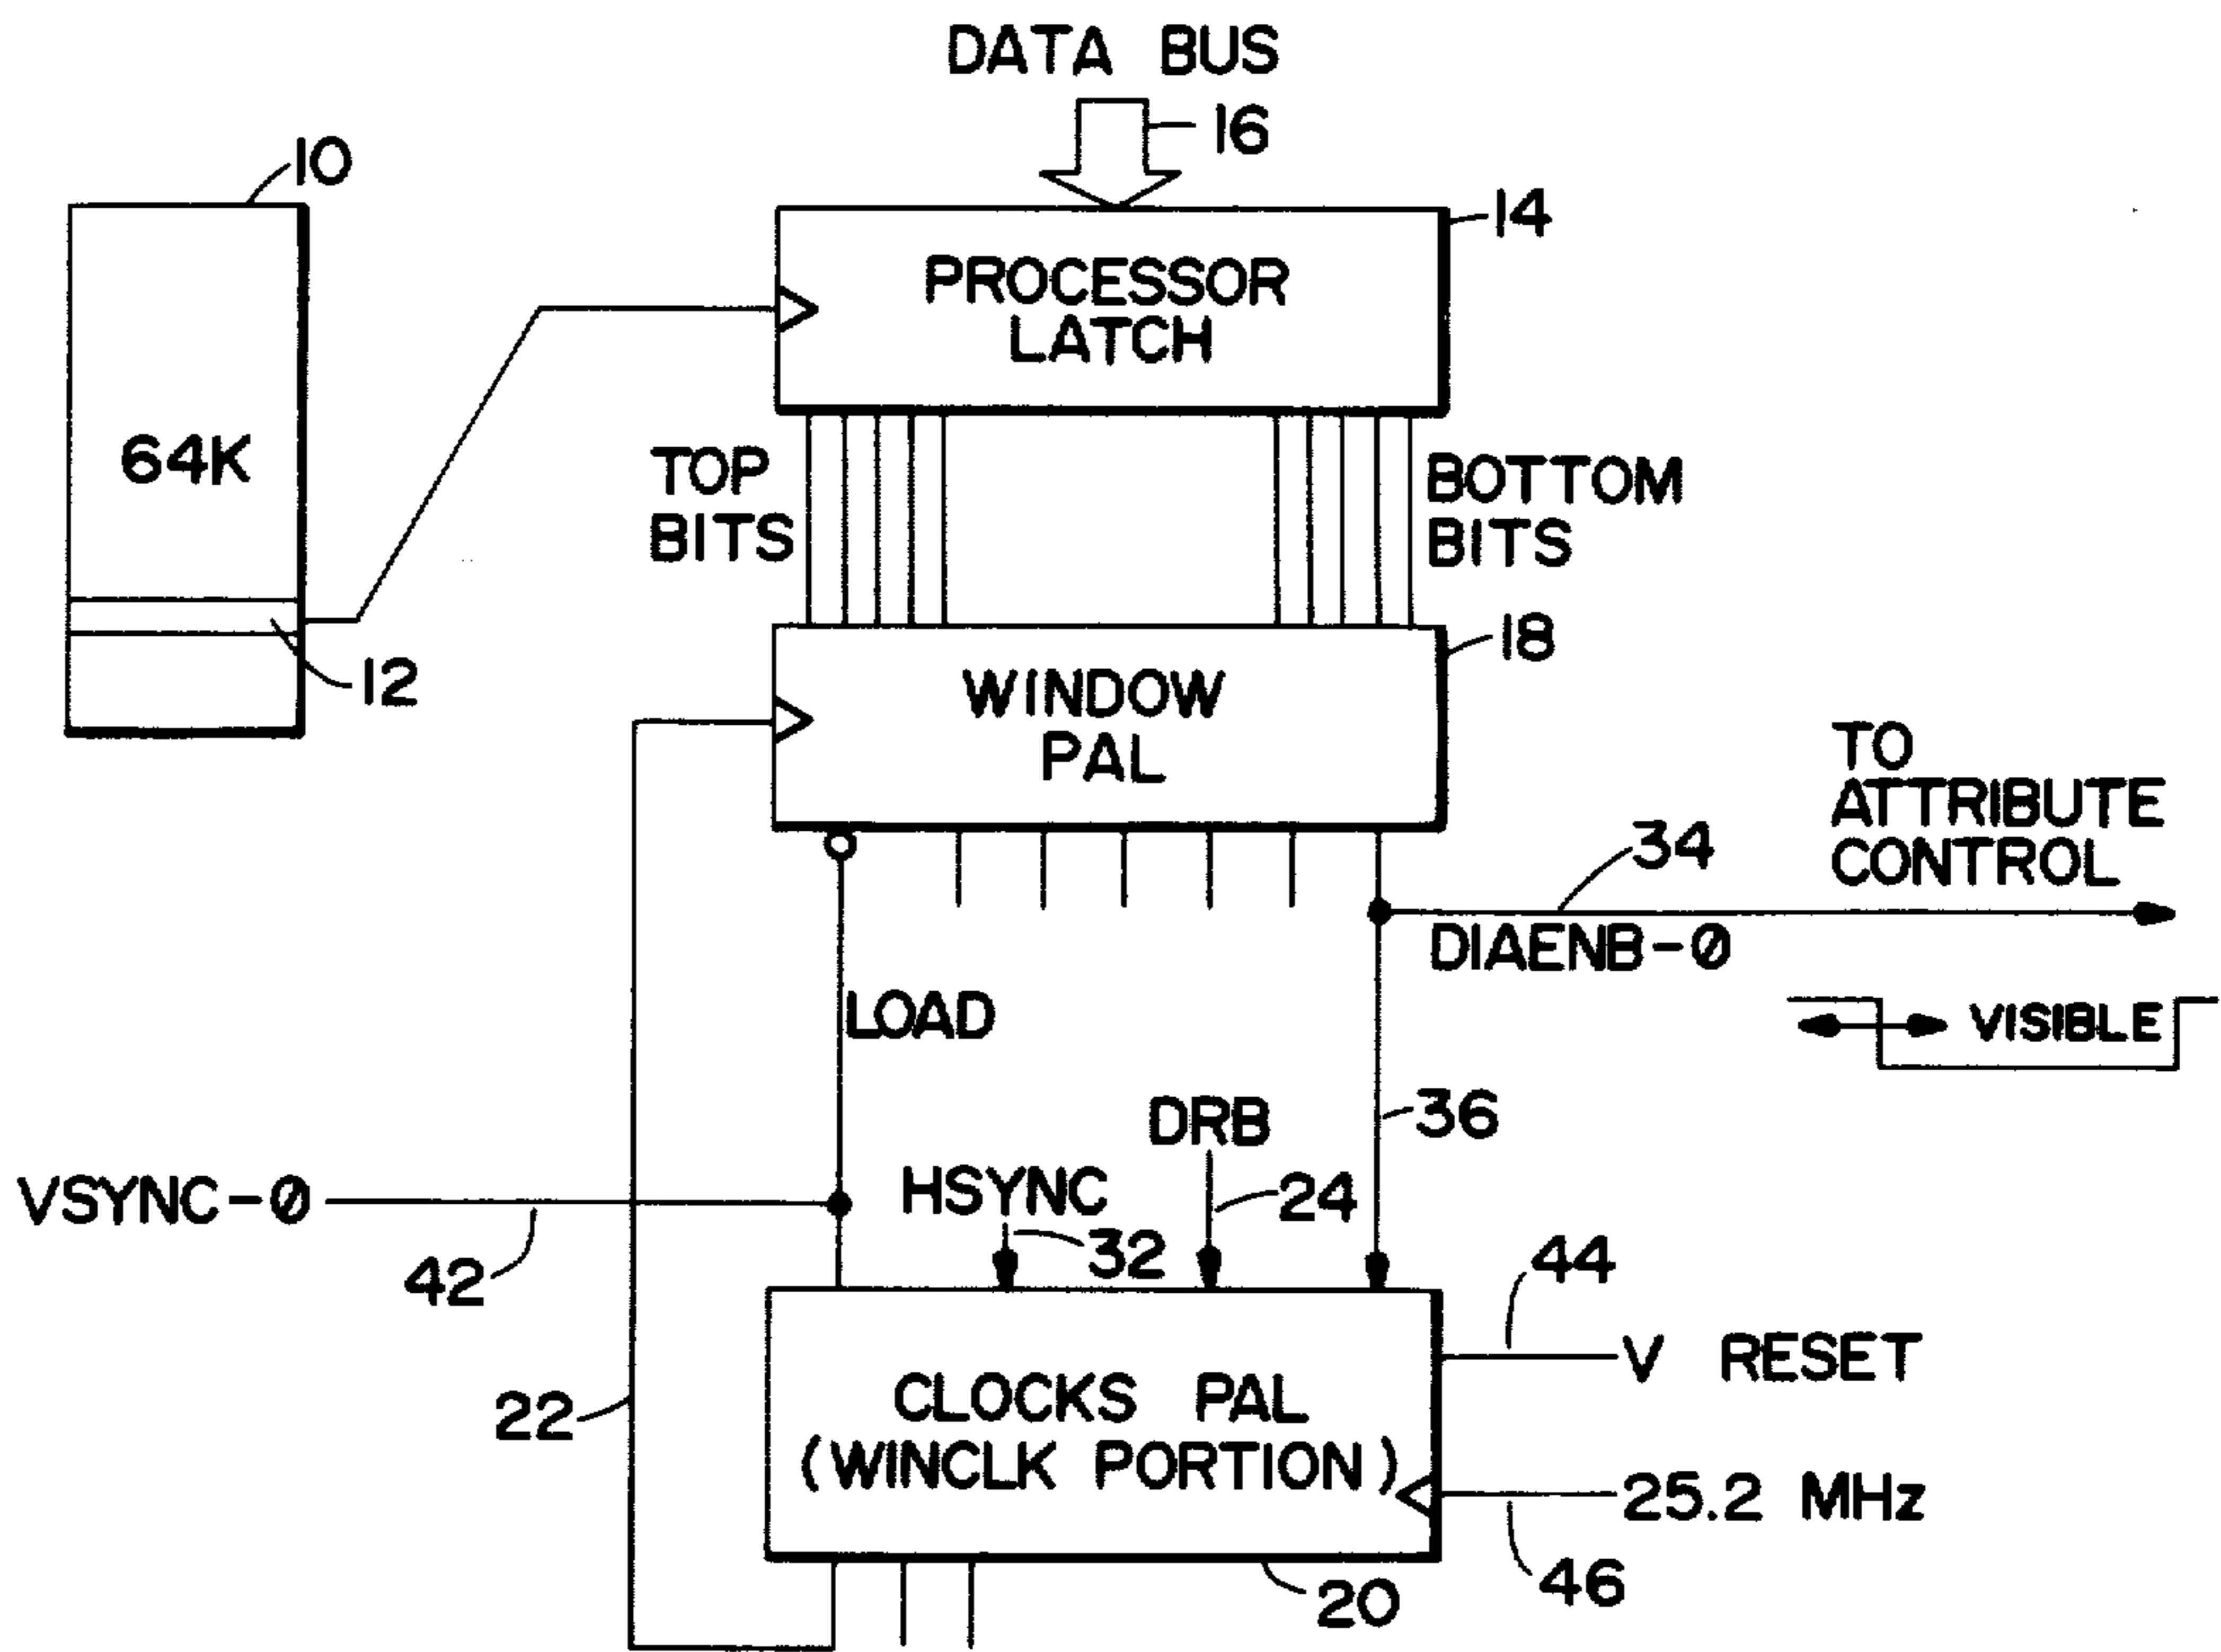 DATA BUS
16
10
14
PROCESSOR
LATCH
64K
TOP
BITS
BOTTOM
BITS
12
18
WINDOW
PAL
TO
ATTRIBUTE
CONTROL
34
DIAENB-0
LOAD
VISIBLE
36
DRB
HSYNC
24
VSYNC-0
32
42
44
V RESET
22
CLOCKS PAL
(WINCLK PORTION)
25.2 MHz
46
20